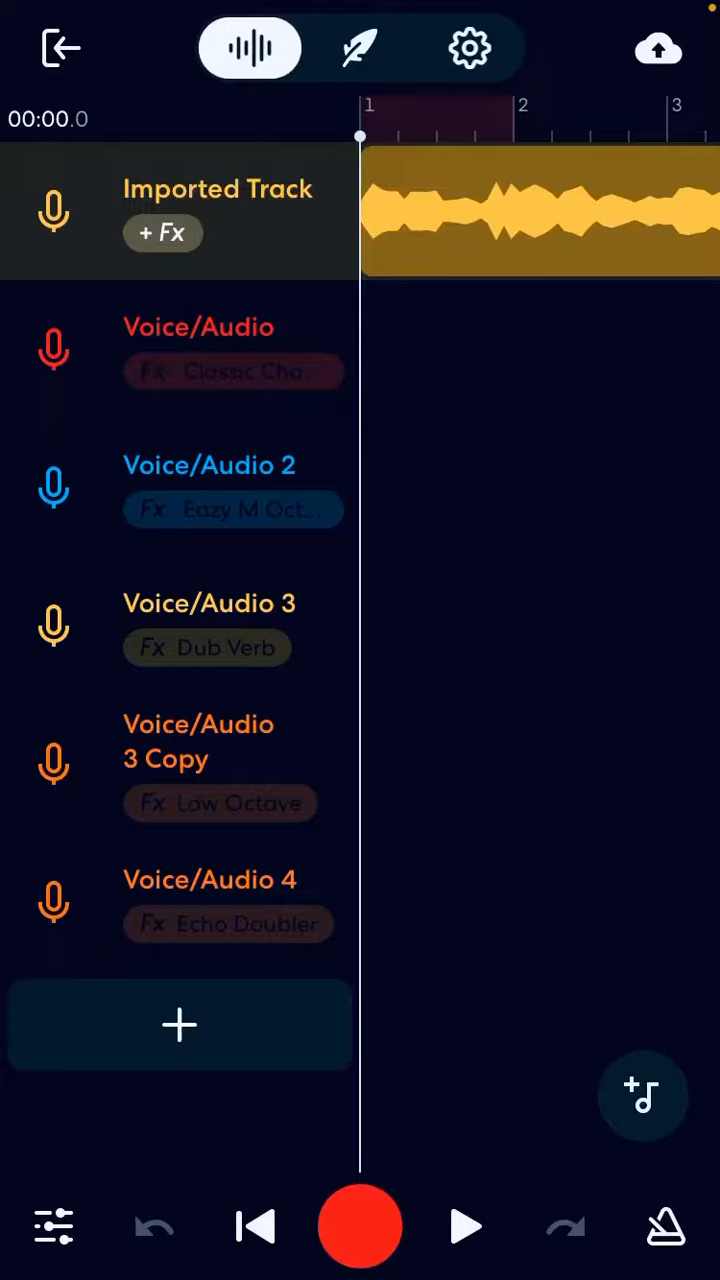 00:00.0
1
2
3
Imported Track
+ Fx
Voice/Audio
Fx Classic Cha...
Voice/Audio 2
Fx Eazy M Oct...
Voice/Audio 3
Fx Dub Verb
Voice/Audio
3 Copy
Fx Low Octave
Voice/Audio 4
Fx Echo Doubler